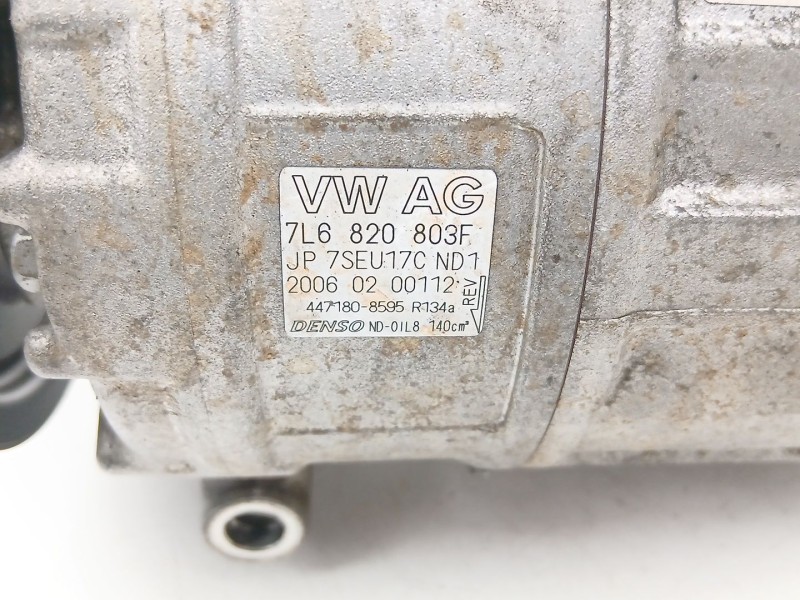 VW AG
7L6 820 803F
JP 7SEU17C ND1
2006 02 00112
447180-8595 R134a
DENSO ND-OIL8 140cm³
REV